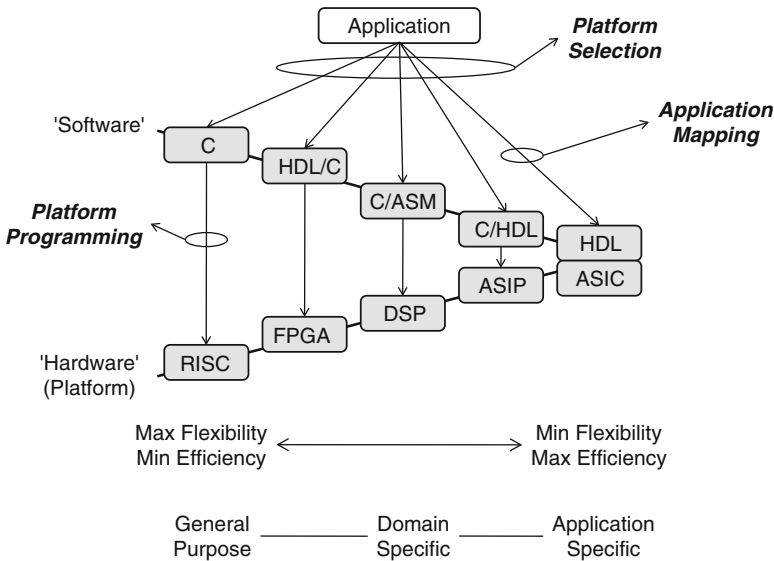 Application
Platform
Selection
'Software'
Application
Mapping
C
HDL/C
C/ASM
C/HDL
HDL
Platform
Programming
ASIC
ASIP
DSP
FPGA
RISC
'Hardware'
(Platform)
Max Flexibility
Min Efficiency
Min Flexibility
Max Efficiency
General
Purpose
Domain
Specific
Application
Specific